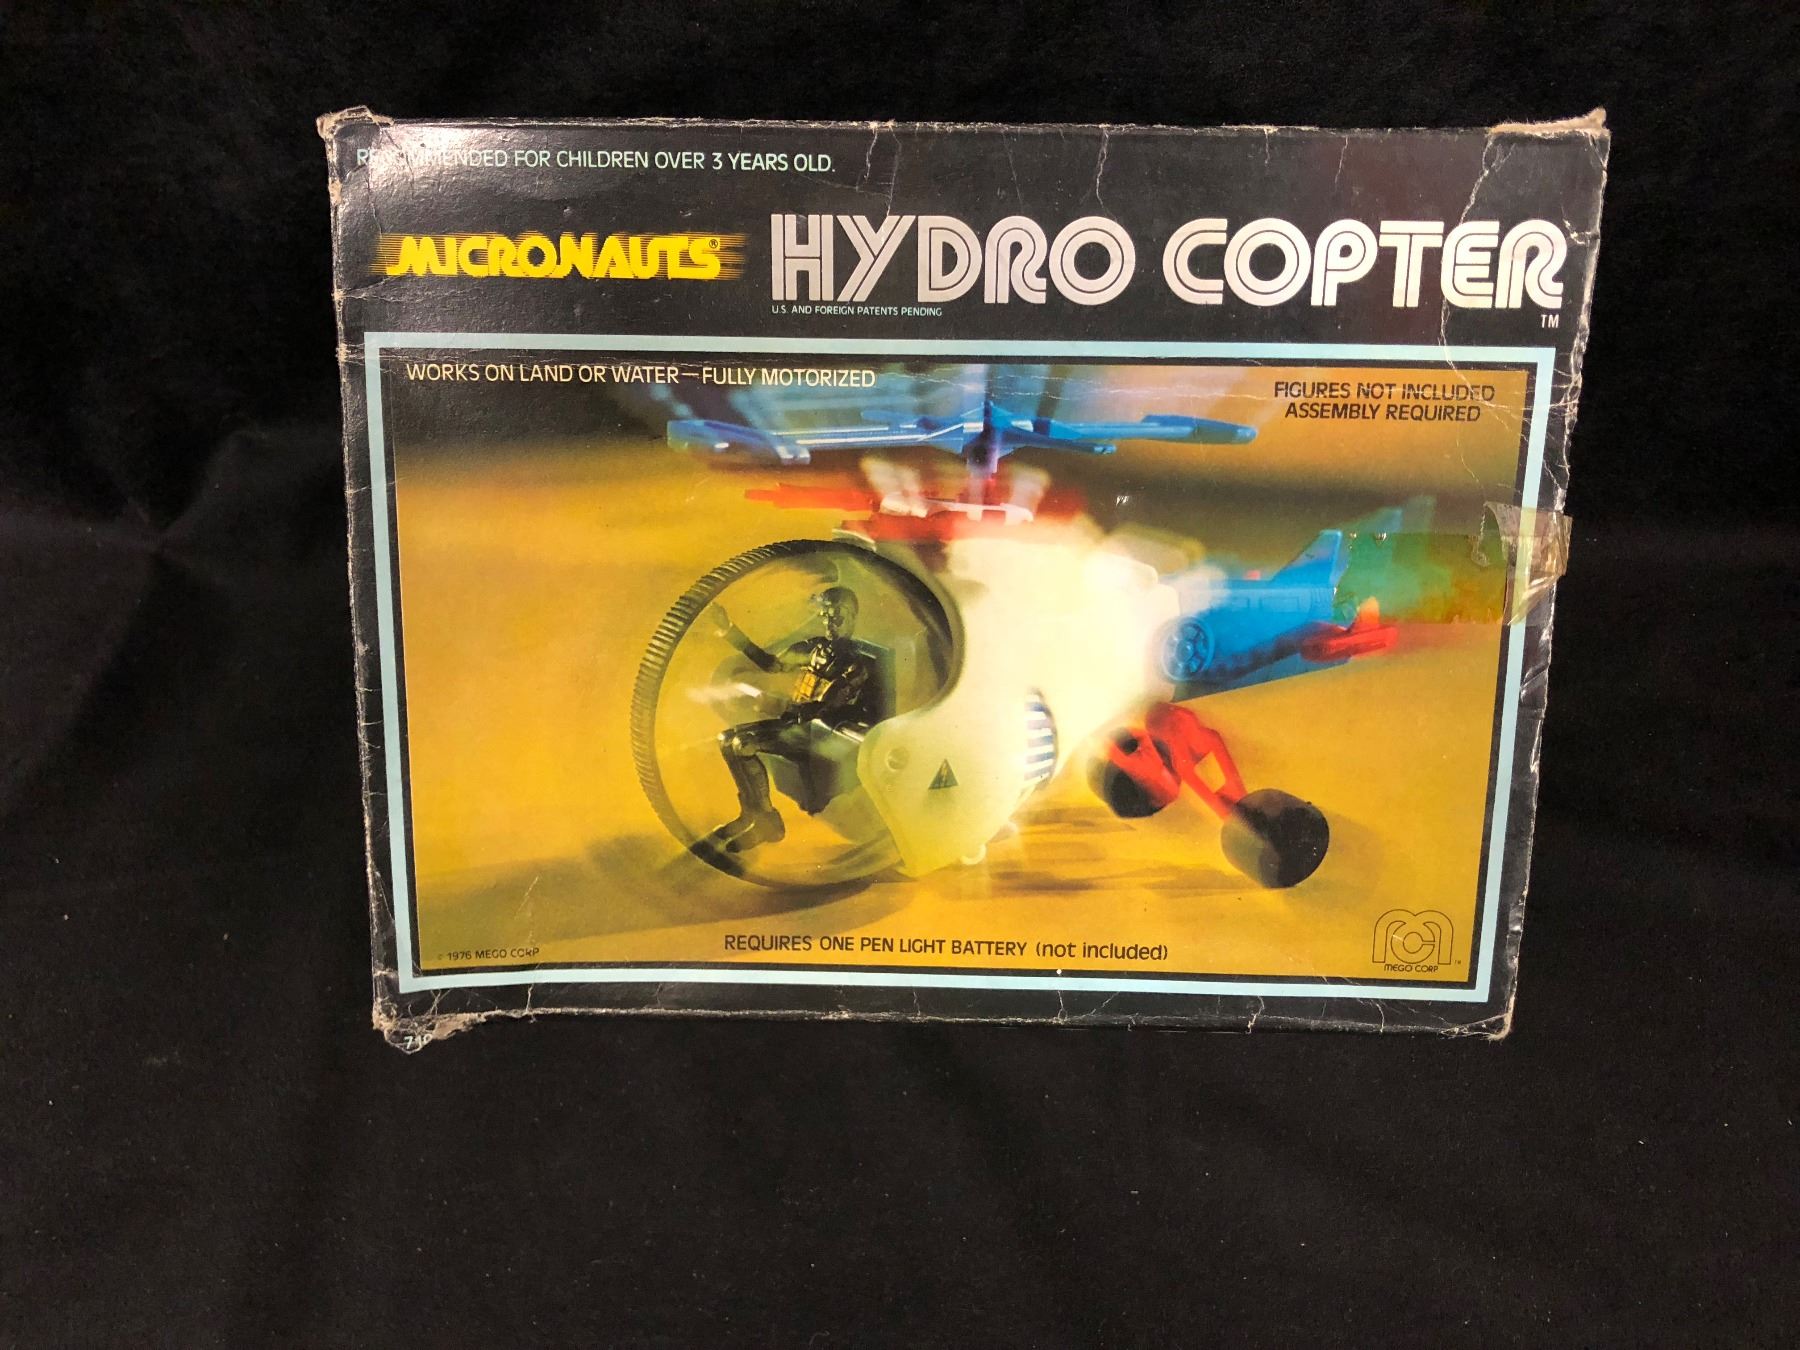 RECOMMENDED FOR CHILDREN OVER 3 YEARS OLD.
MICRONAUTS® HYDRO COPTER TM
U.S. AND FOREIGN PATENTS PENDING
WORKS ON LAND OR WATER—FULLY MOTORIZED
FIGURES NOT INCLUDED
ASSEMBLY REQUIRED
REQUIRES ONE PEN LIGHT BATTERY (not included)
© 1976 MEGO CORP
MEGO CORP TM